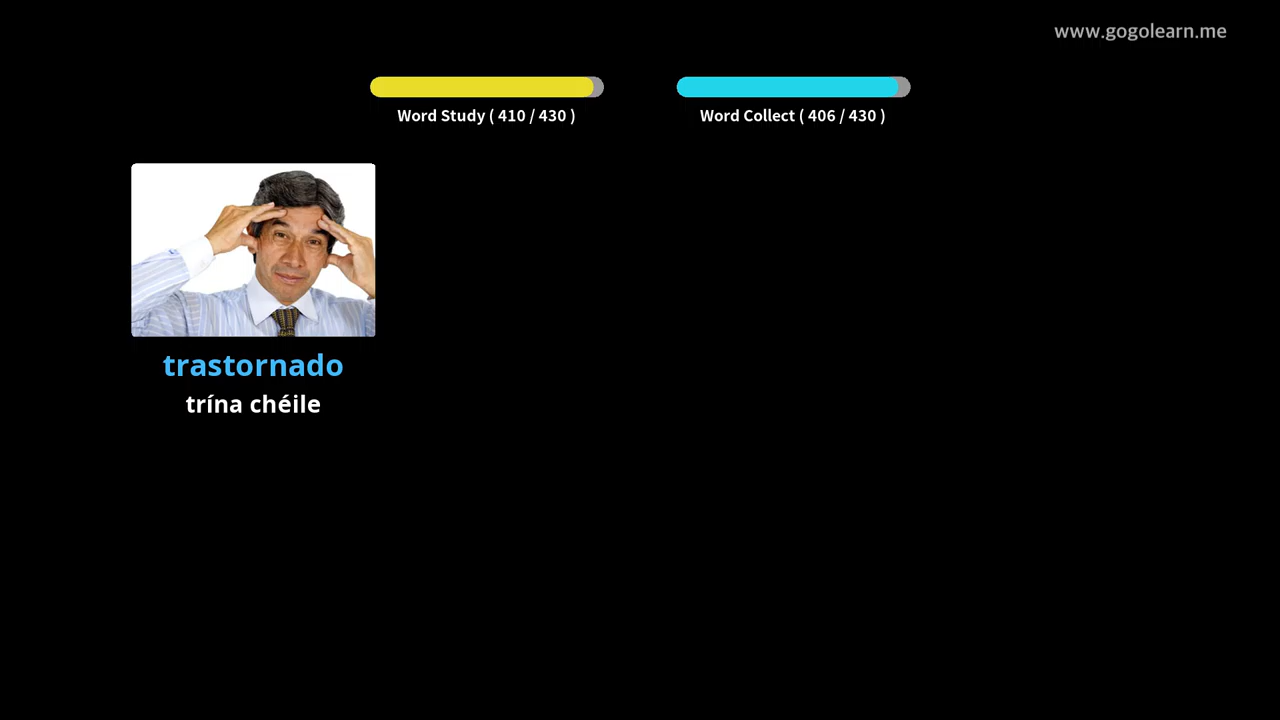 www.gogolearn.me
Word Study ( 410 / 430 )
Word Collect ( 406 / 430 )
trastornado
trína chéile